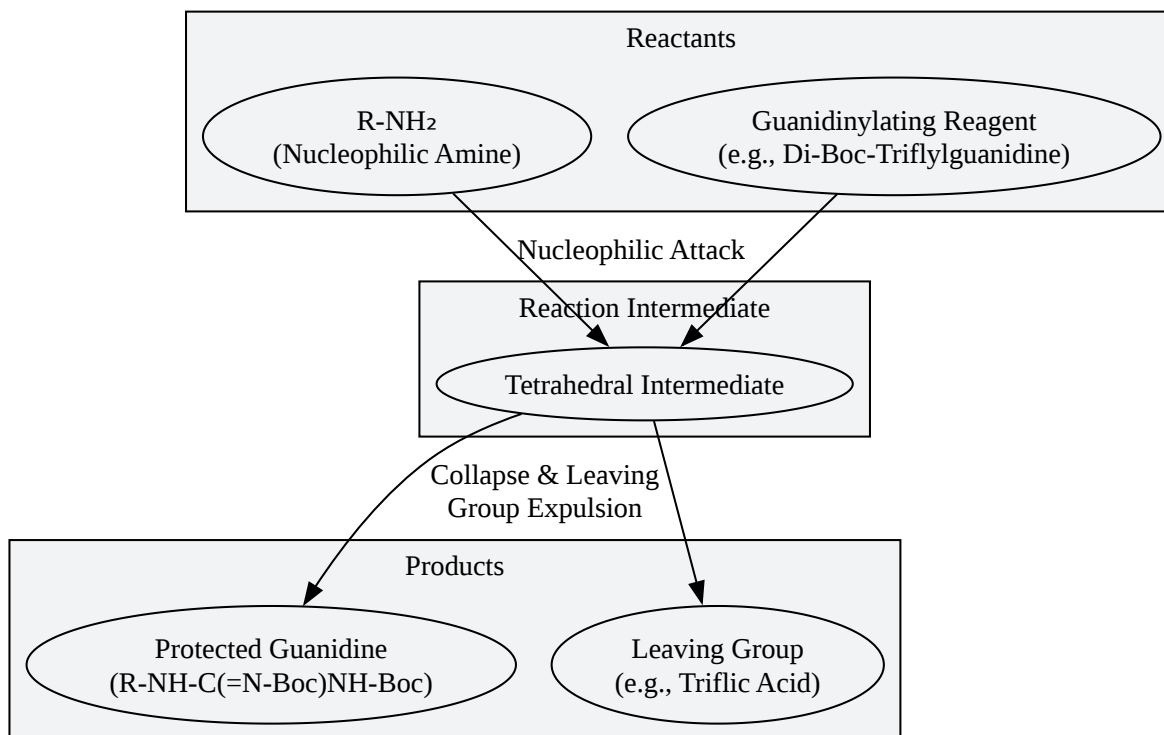 Reactants
R-NH₂
(Nucleophilic Amine)
Guanidinylating Reagent
(e.g., Di-Boc-Triflylguanidine)
Nucleophilic Attack
Reaction Intermediate
Tetrahedral Intermediate
Collapse & Leaving
Group Expulsion
Products
Protected Guanidine
(R-NH-C(=N-Boc)NH-Boc)
Leaving Group
(e.g., Triflic Acid)